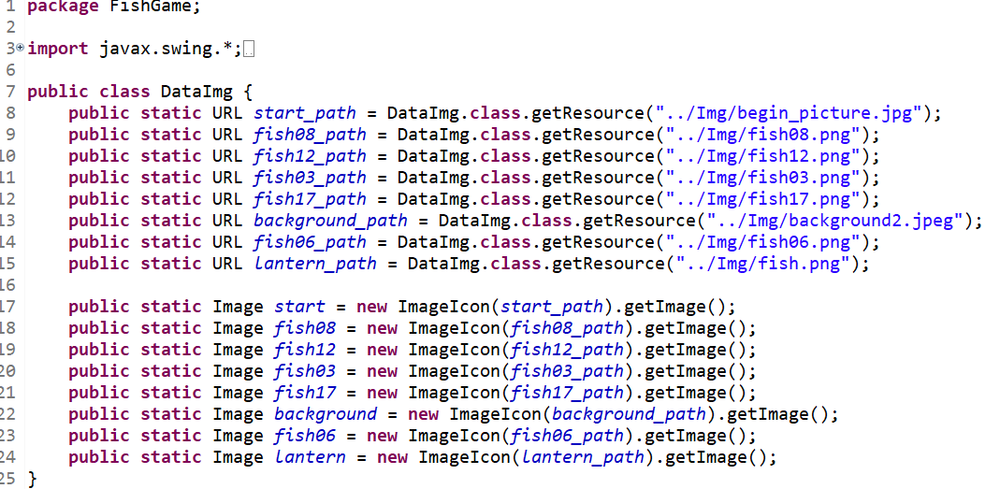 1 package FishGame;
2
3 import javax.swing.*;
6
7 public class DataImg {
8 public static URL start_path = DataImg.class.getResource("../Img/begin_picture.jpg");
9 public static URL fish08_path = DataImg.class.getResource("../Img/fish08.png");
10 public static URL fish12_path = DataImg.class.getResource("../Img/fish12.png");
11 public static URL fish03_path = DataImg.class.getResource("../Img/fish03.png");
12 public static URL fish17_path = DataImg.class.getResource("../Img/fish17.png");
13 public static URL background_path = DataImg.class.getResource("../Img/background2.jpeg");
14 public static URL fish06_path = DataImg.class.getResource("../Img/fish06.png");
15 public static URL lantern_path = DataImg.class.getResource("../Img/fish.png");
16
17 public static Image start = new ImageIcon(start_path).getImage();
18 public static Image fish08 = new ImageIcon(fish08_path).getImage();
19 public static Image fish12 = new ImageIcon(fish12_path).getImage();
20 public static Image fish03 = new ImageIcon(fish03_path).getImage();
21 public static Image fish17 = new ImageIcon(fish17_path).getImage();
22 public static Image background = new ImageIcon(background_path).getImage();
23 public static Image fish06 = new ImageIcon(fish06_path).getImage();
24 public static Image lantern = new ImageIcon(lantern_path).getImage();
25 }